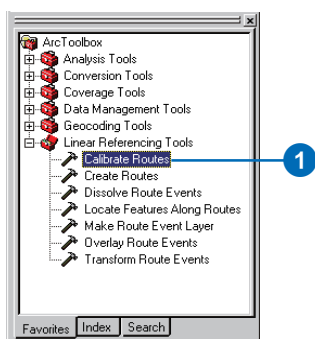 ArcToolbox
Analysis Tools
Conversion Tools
Coverage Tools
Data Management Tools
Geocoding Tools
Linear Referencing Tools
Calibrate Routes
1
Create Routes
Dissolve Route Events
Locate Features Along Routes
Make Route Event Layer
Overlay Route Events
Transform Route Events
Favorites Index Search